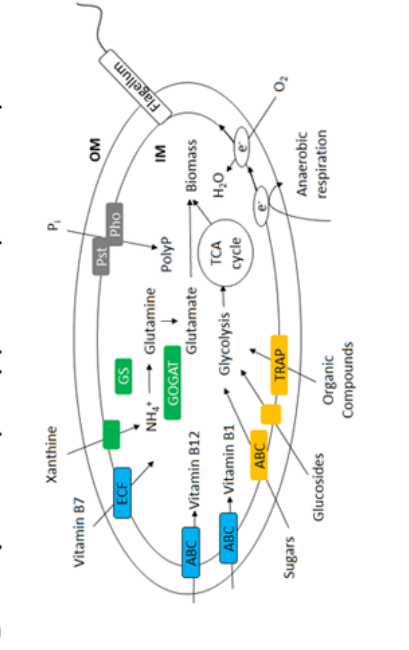 Flagellum
OM
IM
Pi
Pst
Pho
PolyP
Xanthine
Vitamin B7
ECF
GS
NH₄⁺
Glutamine
GOGAT
Glutamate
Biomass
TCA
cycle
Glycolysis
H₂O
O₂
e⁻
e⁻
Anaerobic
respiration
ABC
Vitamin B12
ABC
Vitamin B1
ABC
TRAP
Sugars
Glucosides
Organic
Compounds